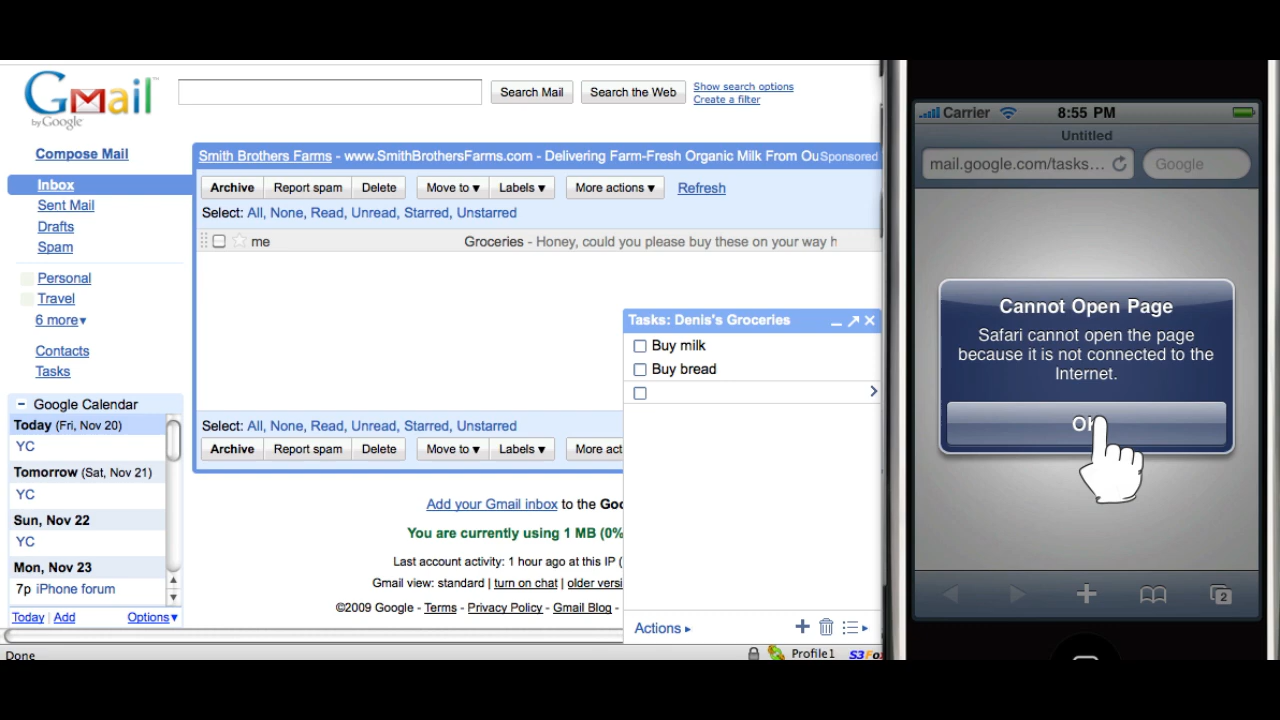 Gmail
by Google
™
Search Mail
Search the Web
Show search options
Create a filter
Compose Mail
Inbox
Sent Mail
Drafts
Spam
Personal
Travel
6 more▾
Contacts
Tasks
− Google Calendar
Today (Fri, Nov 20)
YC
Tomorrow (Sat, Nov 21)
YC
Sun, Nov 22
YC
Mon, Nov 23
7p iPhone forum
Today | Add Options▾
Smith Brothers Farms - www.SmithBrothersFarms.com - Delivering Farm-Fresh Organic Milk From Ou Sponsored
Archive Report spam Delete Move to ▾ Labels ▾ More actions ▾ Refresh
Select: All, None, Read, Unread, Starred, Unstarred
me Groceries - Honey, could you please buy these on your way h
Tasks: Denis's Groceries
Buy milk
Buy bread
Actions ▸
Select: All, None, Read, Unread, Starred, Unstarred
Archive Report spam Delete Move to ▾ Labels ▾ More act
Add your Gmail inbox to the Goo
You are currently using 1 MB (0%
Last account activity: 1 hour ago at this IP (
Gmail view: standard | turn on chat | older versi
©2009 Google - Terms - Privacy Policy - Gmail Blog -
Done
Profile1 S3Fo
Carrier 8:55 PM
Untitled
mail.google.com/tasks... Google
Cannot Open Page
Safari cannot open the page
because it is not connected to the
Internet.
OK
2